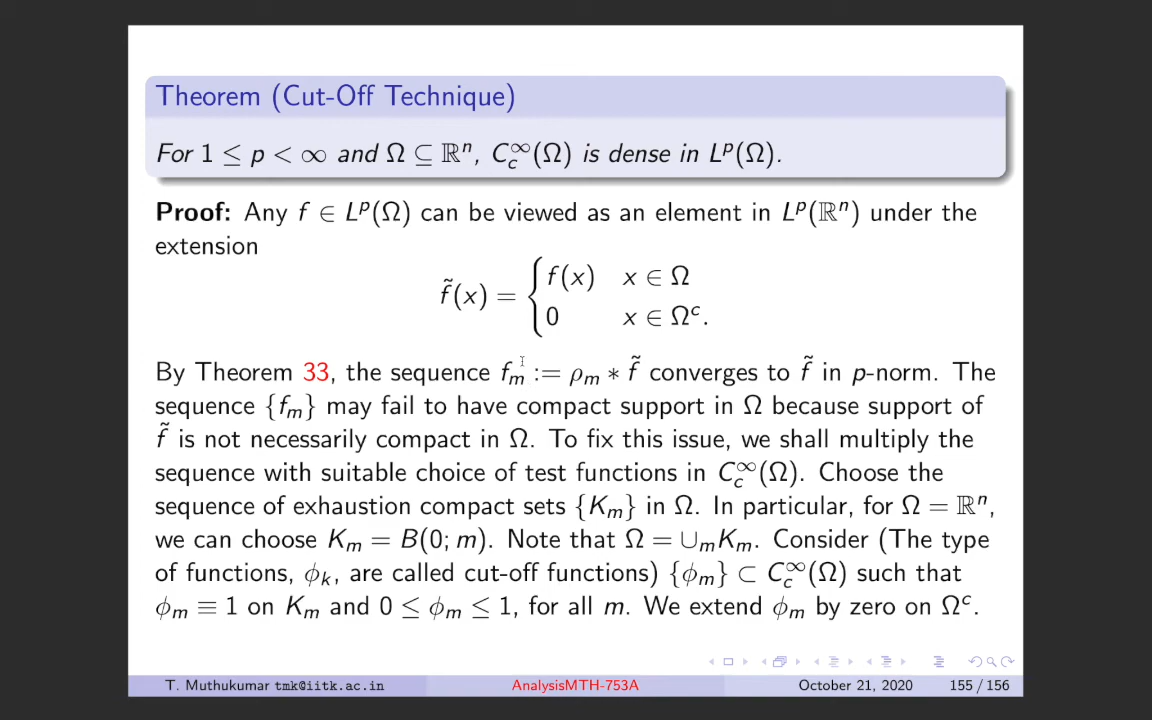 Theorem (Cut-Off Technique)
For 1 ≤ p < ∞ and Ω ⊆ ℝⁿ, C_c^∞(Ω) is dense in Lᵖ(Ω).
Proof: Any f ∈ Lᵖ(Ω) can be viewed as an element in Lᵖ(ℝⁿ) under the
extension
f̃(x) = { f(x) x ∈ Ω
0 x ∈ Ωᶜ.
By Theorem 33, the sequence f_m := ρ_m ∗ f̃ converges to f̃ in p-norm. The
sequence {f_m} may fail to have compact support in Ω because support of
f̃ is not necessarily compact in Ω. To fix this issue, we shall multiply the
sequence with suitable choice of test functions in C_c^∞(Ω). Choose the
sequence of exhaustion compact sets {K_m} in Ω. In particular, for Ω = ℝⁿ,
we can choose K_m = B(0; m). Note that Ω = ∪_m K_m. Consider (The type
of functions, ϕ_k, are called cut-off functions) {ϕ_m} ⊂ C_c^∞(Ω) such that
ϕ_m ≡ 1 on K_m and 0 ≤ ϕ_m ≤ 1, for all m. We extend ϕ_m by zero on Ωᶜ.
T. Muthukumar tmk@iitk.ac.in AnalysisMTH-753A October 21, 2020 155 / 156